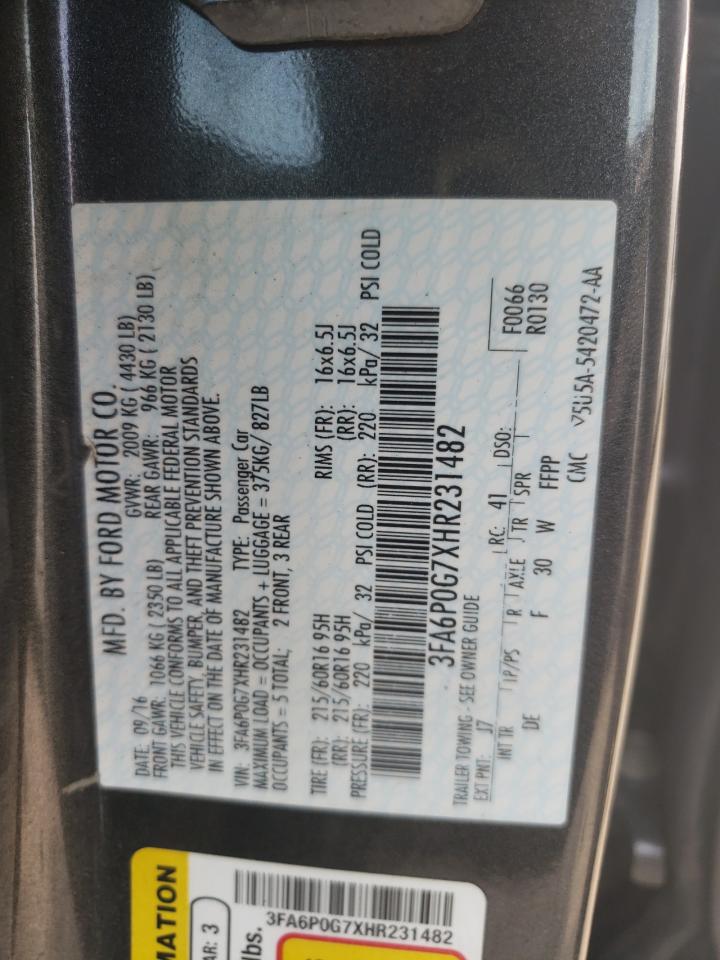 MFD. BY FORD MOTOR CO.
DATE: 09/16 GVWR: 2009 KG ( 4430 LB)
FRONT GAWR: 1066 KG ( 2350 LB) REAR GAWR: 966 KG ( 2130 LB)
THIS VEHICLE CONFORMS TO ALL APPLICABLE FEDERAL MOTOR
VEHICLE SAFETY, BUMPER, AND THEFT PREVENTION STANDARDS
IN EFFECT ON THE DATE OF MANUFACTURE SHOWN ABOVE.
VIN: 3FA6P0G7XHR231482 TYPE: Passenger Car
MAXIMUM LOAD = OCCUPANTS + LUGGAGE = 375KG/ 827LB
OCCUPANTS = 5 TOTAL; 2 FRONT, 3 REAR
TIRE (FR): 215/60R16 95H RIMS (FR): 16x6.5J
(RR): 215/60R16 95H (RR): 16x6.5J
PRESSURE (FR): 220 kPa/ 32 PSI COLD (RR): 220 kPa/ 32 PSI COLD
3FA6P0G7XHR231482
TRAILER TOWING - SEE OWNER GUIDE
EXT PNT: J7 RC: 41 DSO: F0066
R0130
INT TR TP/PS R AXLE TR SPR
DE F 30 W FFPP
CMC 5U5A-5420472-AA
MATION
AR: 3
lbs.
3FA6P0G7XHR231482